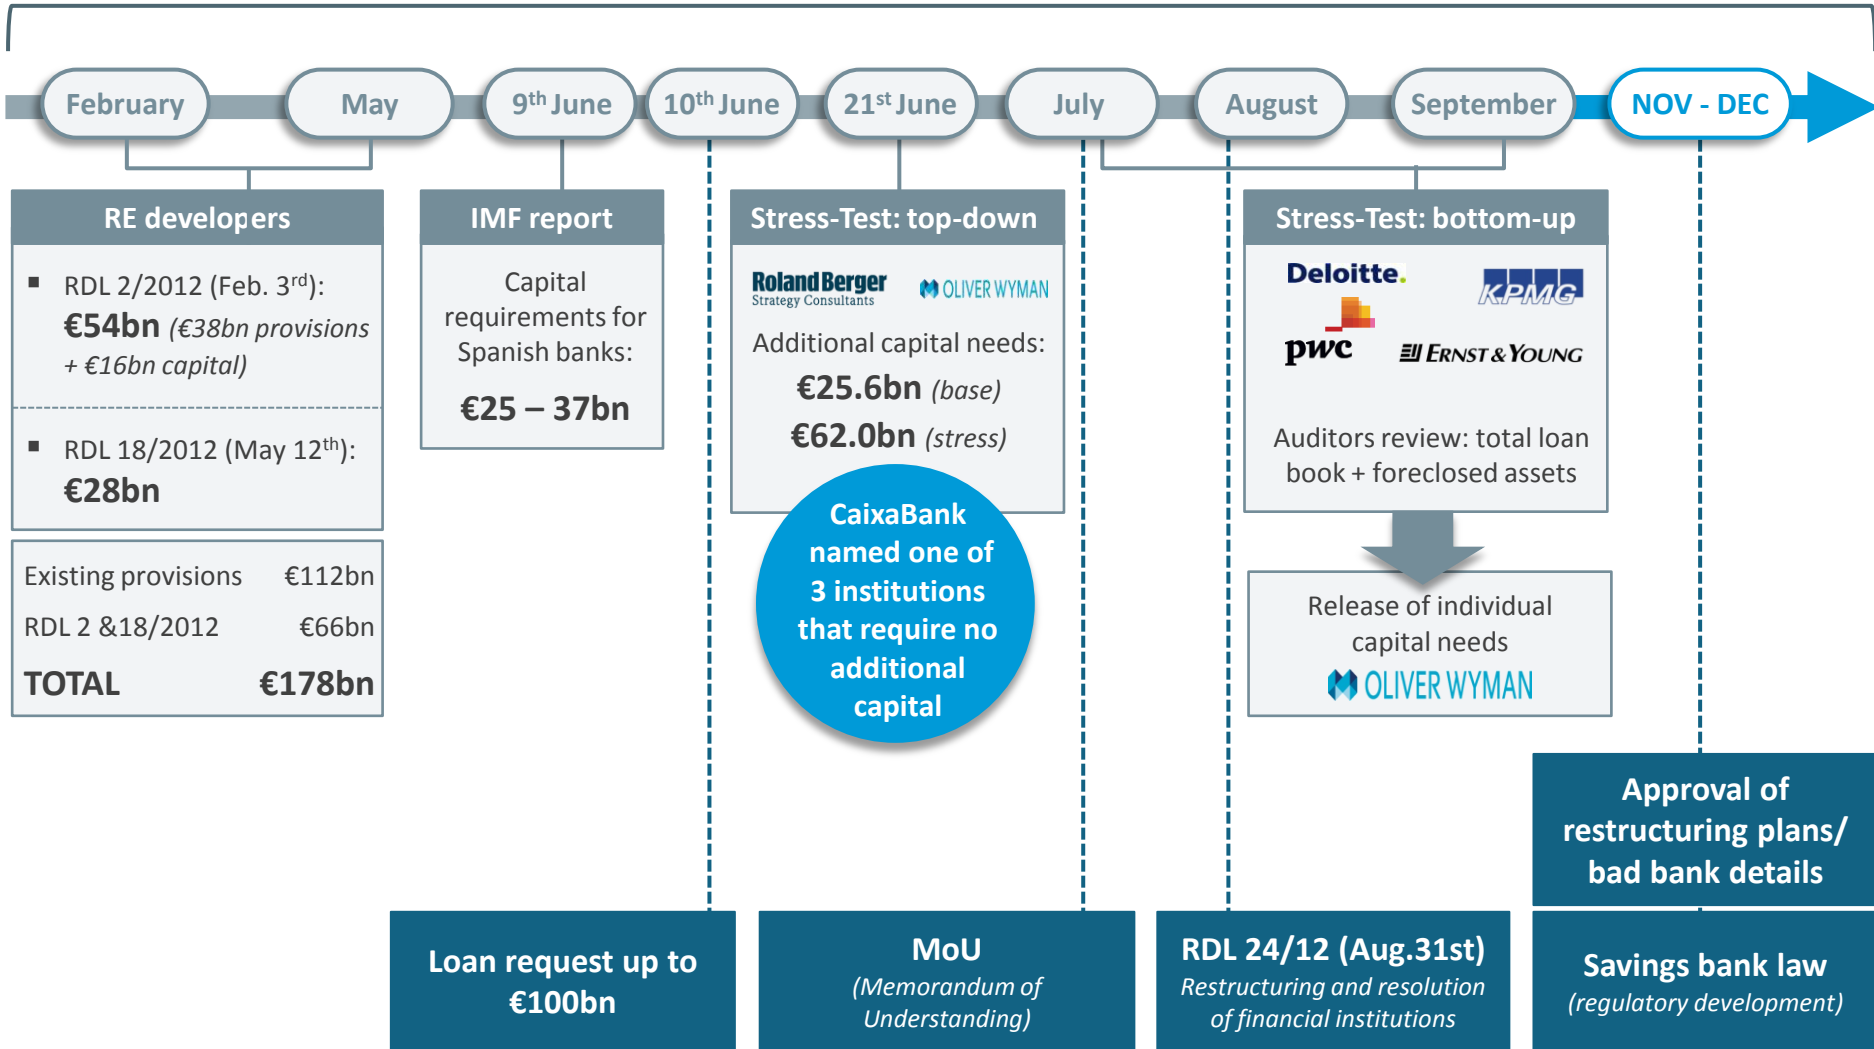 February
May
9th June
10th June
21st June
July
August
September
NOV - DEC
RE developers
▪ RDL 2/2012 (Feb. 3rd):
€54bn (€38bn provisions
+ €16bn capital)
▪ RDL 18/2012 (May 12th):
€28bn
Existing provisions €112bn
RDL 2 &18/2012 €66bn
TOTAL €178bn
IMF report
Capital
requirements for
Spanish banks:
€25 – 37bn
Stress-Test: top-down
Roland Berger
Strategy Consultants
OLIVER WYMAN
Additional capital needs:
€25.6bn (base)
€62.0bn (stress)
CaixaBank
named one of
3 institutions
that require no
additional
capital
Stress-Test: bottom-up
Deloitte.
KPMG
pwc
ERNST & YOUNG
Auditors review: total loan
book + foreclosed assets
Release of individual
capital needs
OLIVER WYMAN
Loan request up to
€100bn
MoU
(Memorandum of
Understanding)
RDL 24/12 (Aug.31st)
Restructuring and resolution
of financial institutions
Approval of
restructuring plans/
bad bank details
Savings bank law
(regulatory development)